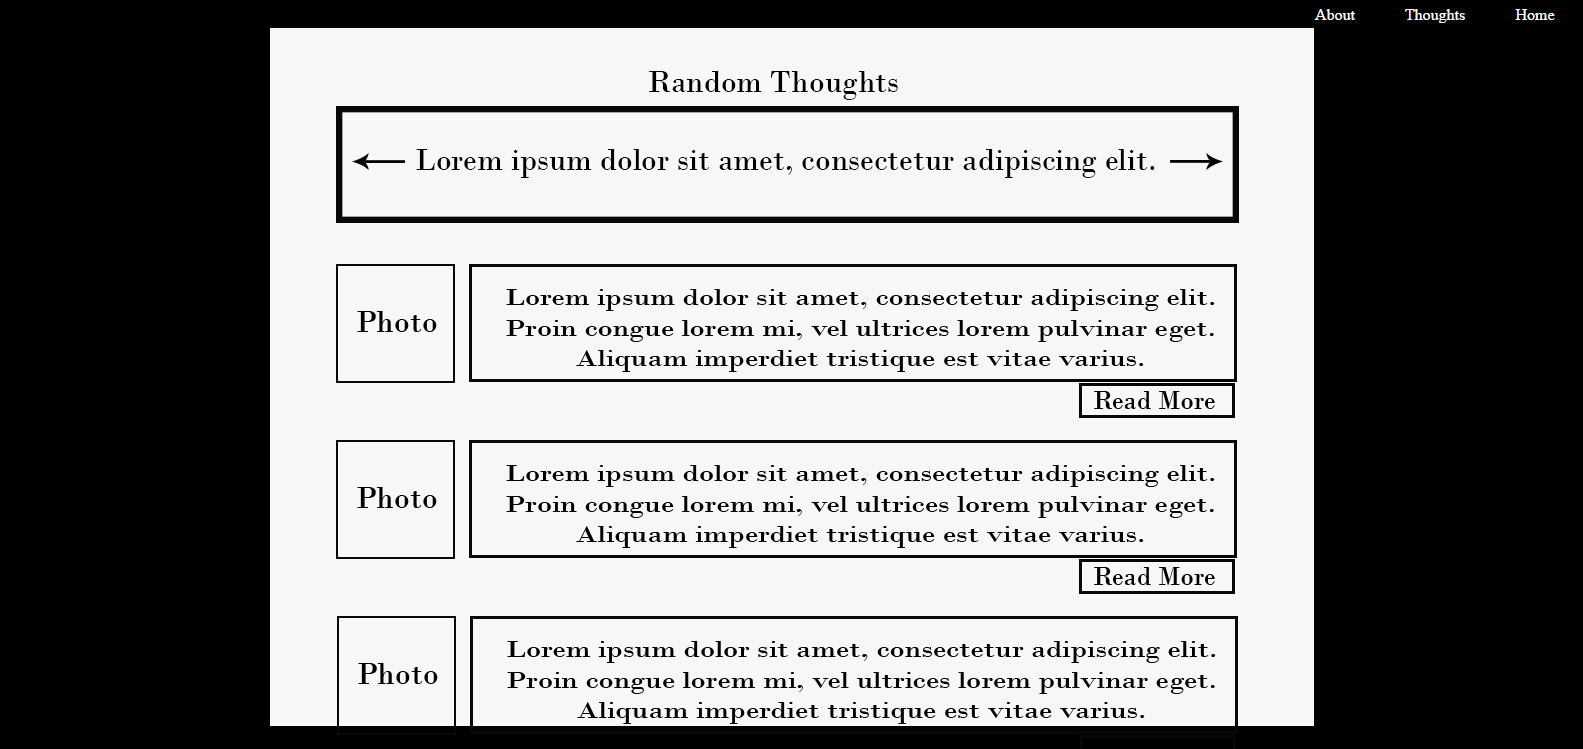 About Thoughts Home
Random Thoughts
Lorem ipsum dolor sit amet, consectetur adipiscing elit.
Photo
Lorem ipsum dolor sit amet, consectetur adipiscing elit.
Proin congue lorem mi, vel ultrices lorem pulvinar eget.
Aliquam imperdiet tristique est vitae varius.
Read More
Photo
Lorem ipsum dolor sit amet, consectetur adipiscing elit.
Proin congue lorem mi, vel ultrices lorem pulvinar eget.
Aliquam imperdiet tristique est vitae varius.
Read More
Photo
Lorem ipsum dolor sit amet, consectetur adipiscing elit.
Proin congue lorem mi, vel ultrices lorem pulvinar eget.
Aliquam imperdiet tristique est vitae varius.